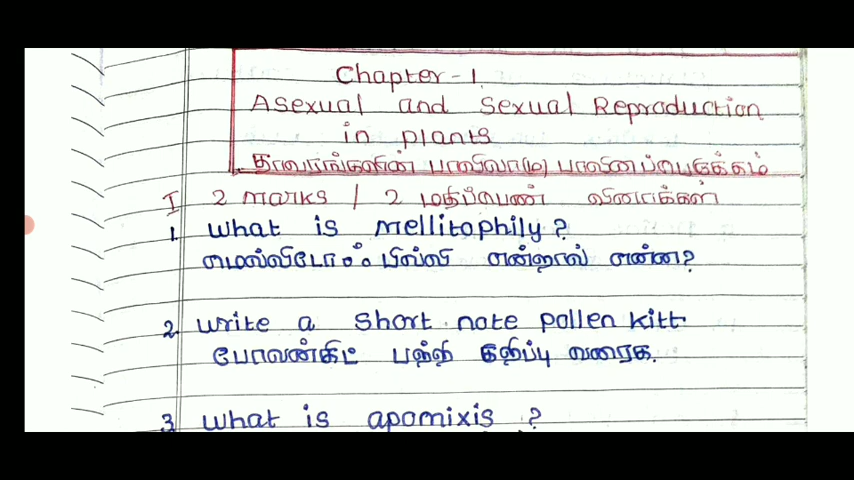 Chapter - 1
Asexual and Sexual Reproduction
in plants
தாவரங்களின் பாலிலா(ம) பாலினப்பெருக்கம்
I 2 marks / 2 மதிப்பெண் வினாக்கள்
1. What is mellitophily?
மெல்லிடோஃபில்லி என்றால் என்ன?
2. write a short note pollen kitt.
போலன்கிட் பற்றி குறிப்பு வரைக.
3. What is apomixis ?